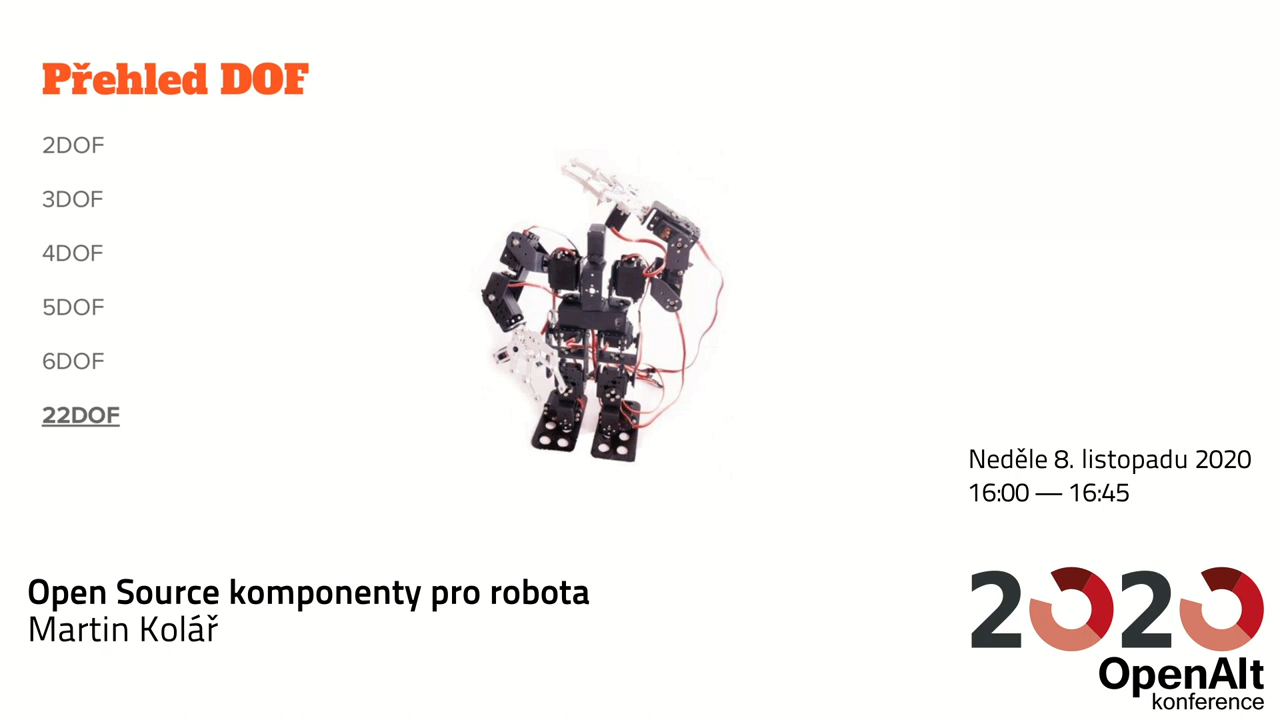 Přehled DOF
2DOF
3DOF
4DOF
5DOF
6DOF
22DOF
Neděle 8. listopadu 2020
16:00 — 16:45
Open Source komponenty pro robota
Martin Kolář
2020
OpenAlt
konference